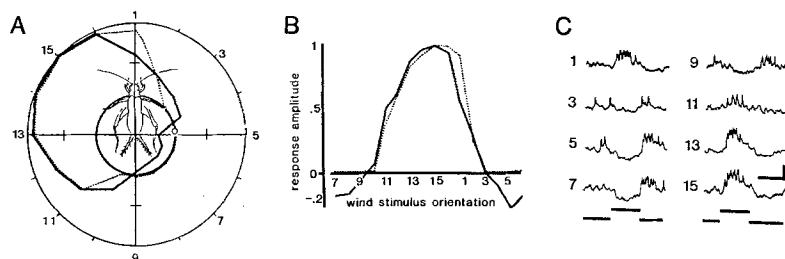 A
1
3
5
7
9
11
13
15
0
B
response amplitude
1
.5
0
-.2
7 9 11 13 15 1 3 5
wind stimulus orientation
C
1 9
3 11
5 13
7 15